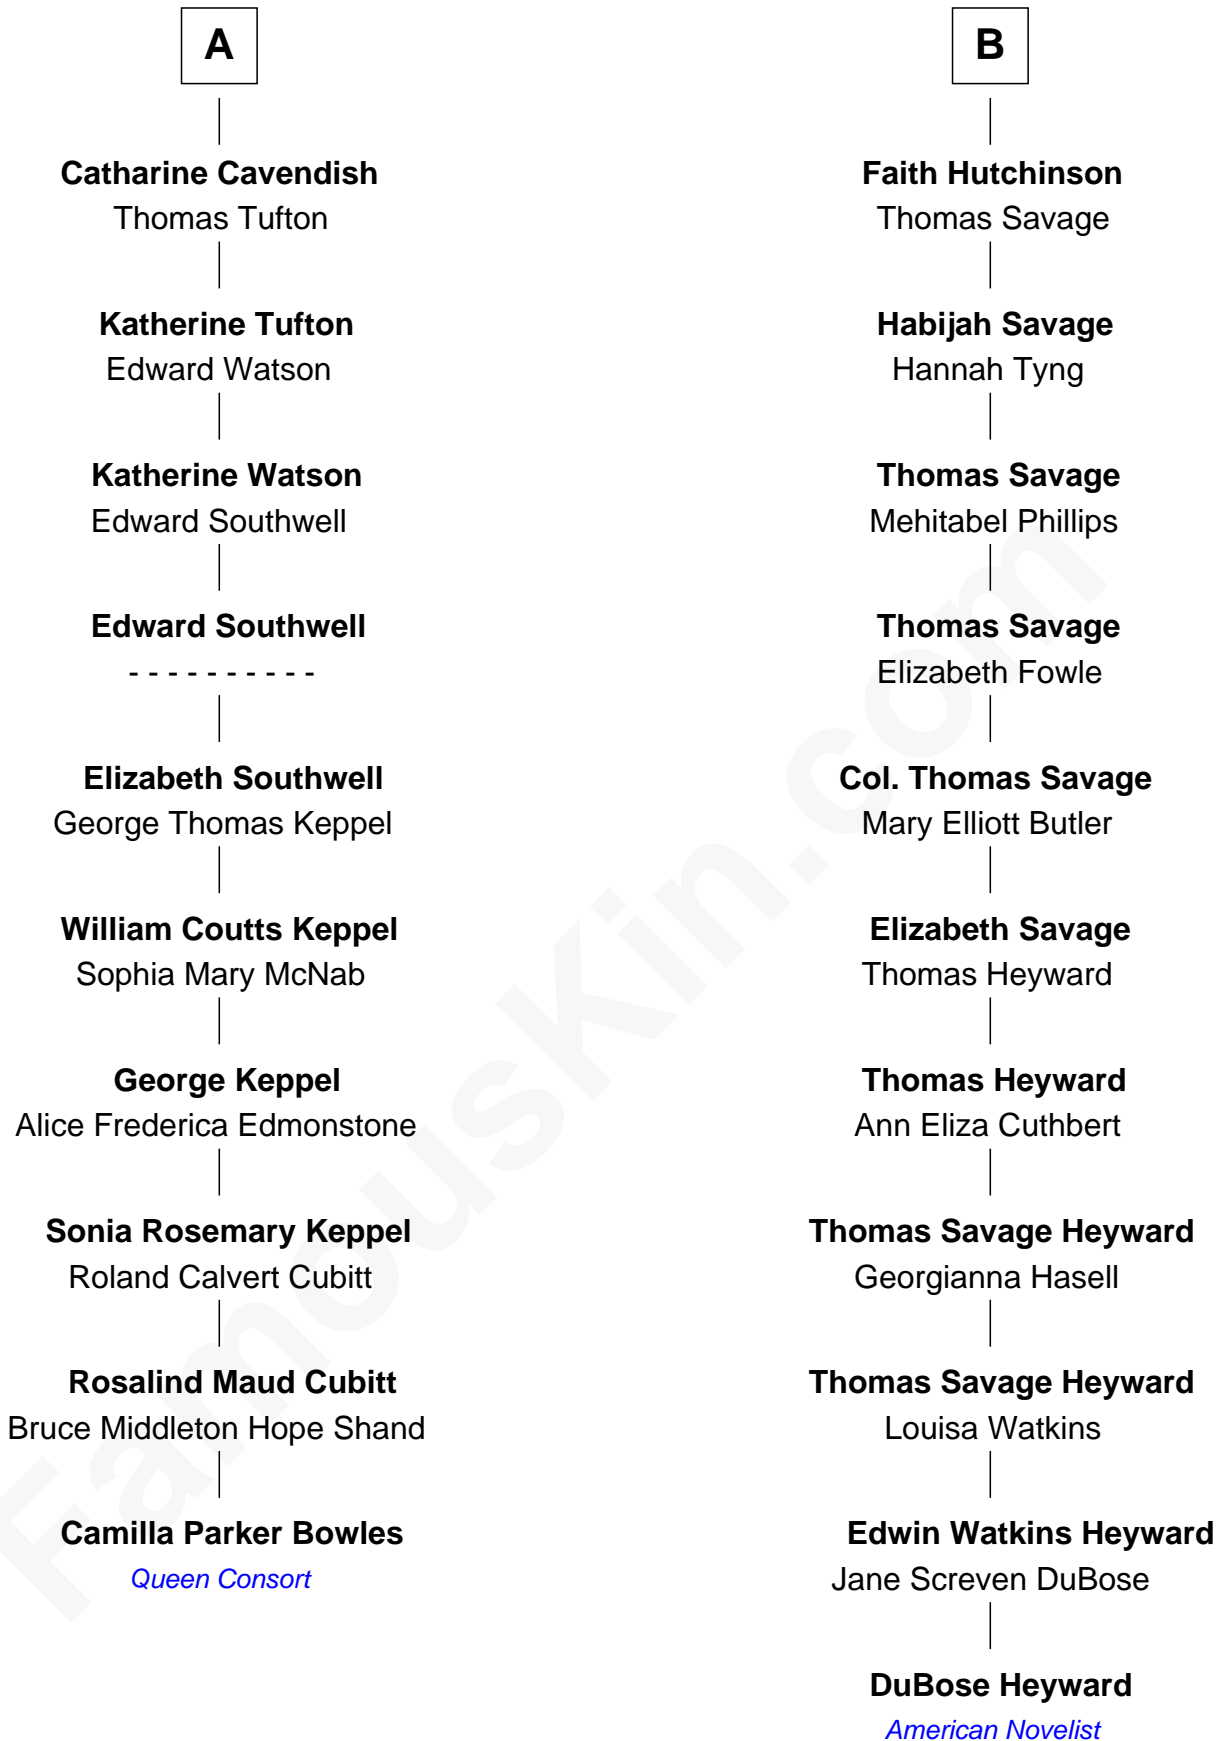 A
Catharine Cavendish
Thomas Tufton
Katherine Tufton
Edward Watson
Katherine Watson
Edward Southwell
Edward Southwell
- - - - - - - - - -
Elizabeth Southwell
George Thomas Keppel
William Coutts Keppel
Sophia Mary McNab
George Keppel
Alice Frederica Edmonstone
Sonia Rosemary Keppel
Roland Calvert Cubitt
Rosalind Maud Cubitt
Bruce Middleton Hope Shand
Camilla Parker Bowles
Queen Consort
B
Faith Hutchinson
Thomas Savage
Habijah Savage
Hannah Tyng
Thomas Savage
Mehitabel Phillips
Thomas Savage
Elizabeth Fowle
Col. Thomas Savage
Mary Elliott Butler
Elizabeth Savage
Thomas Heyward
Thomas Heyward
Ann Eliza Cuthbert
Thomas Savage Heyward
Georgianna Hasell
Thomas Savage Heyward
Louisa Watkins
Edwin Watkins Heyward
Jane Screven DuBose
DuBose Heyward
American Novelist
FamousKin.com